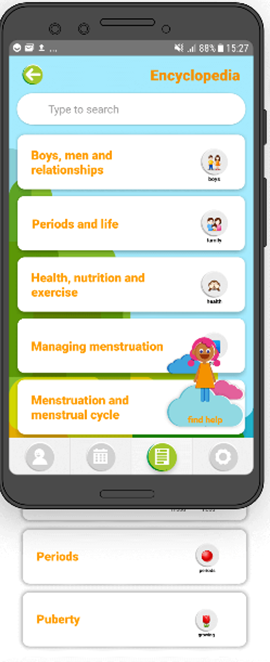 ... 88% 15:27
Encyclopedia
Type to search
Boys, men and
relationships
boys
Periods and life
family
Health, nutrition and
exercise
health
Managing menstruation
Menstruation and
menstrual cycle
find help
Periods
periods
Puberty
growing